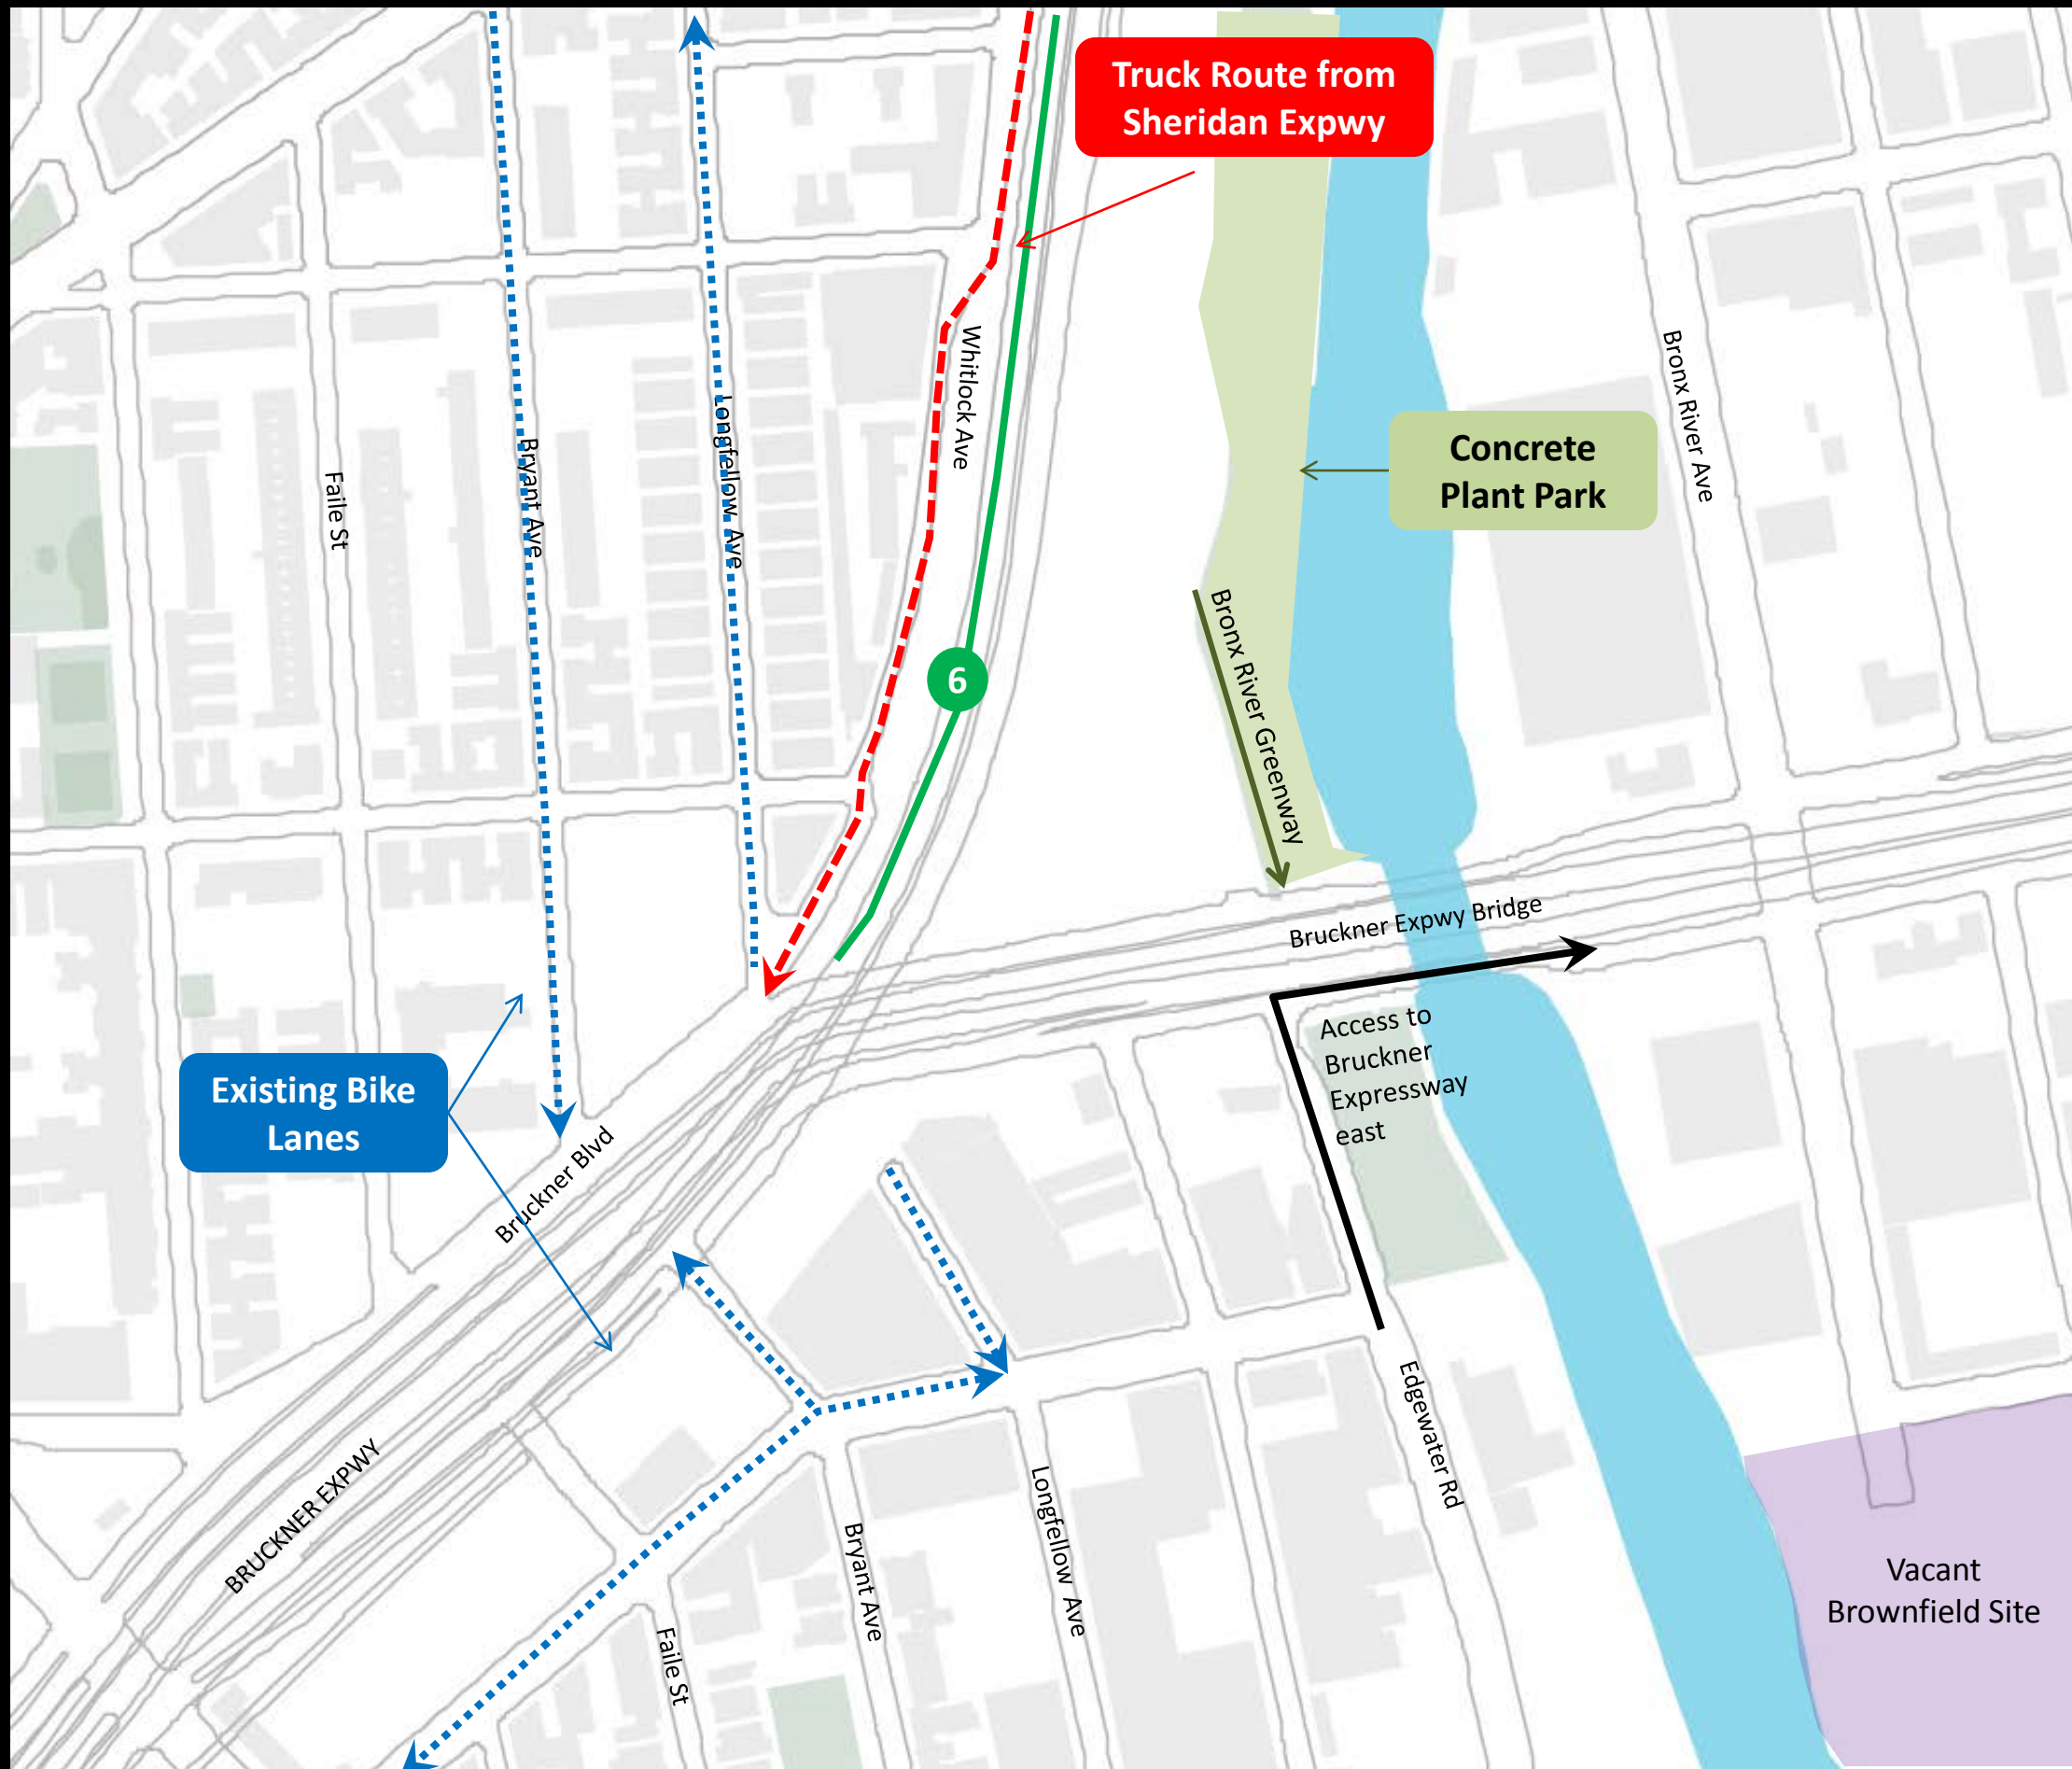 Truck Route from
Sheridan Expwy
Whitlock Ave
Bronx River Ave
Longfellow Ave
Concrete
Plant Park
Bryant Ave
Faile St
Bronx River Greenway
6
Bruckner Expwy Bridge
Access to
Bruckner
Expressway
east
Existing Bike
Lanes
Bruckner Blvd
Edgewater Rd
BRUCKNER EXPWY
Longfellow Ave
Bryant Ave
Vacant
Brownfield Site
Faile St